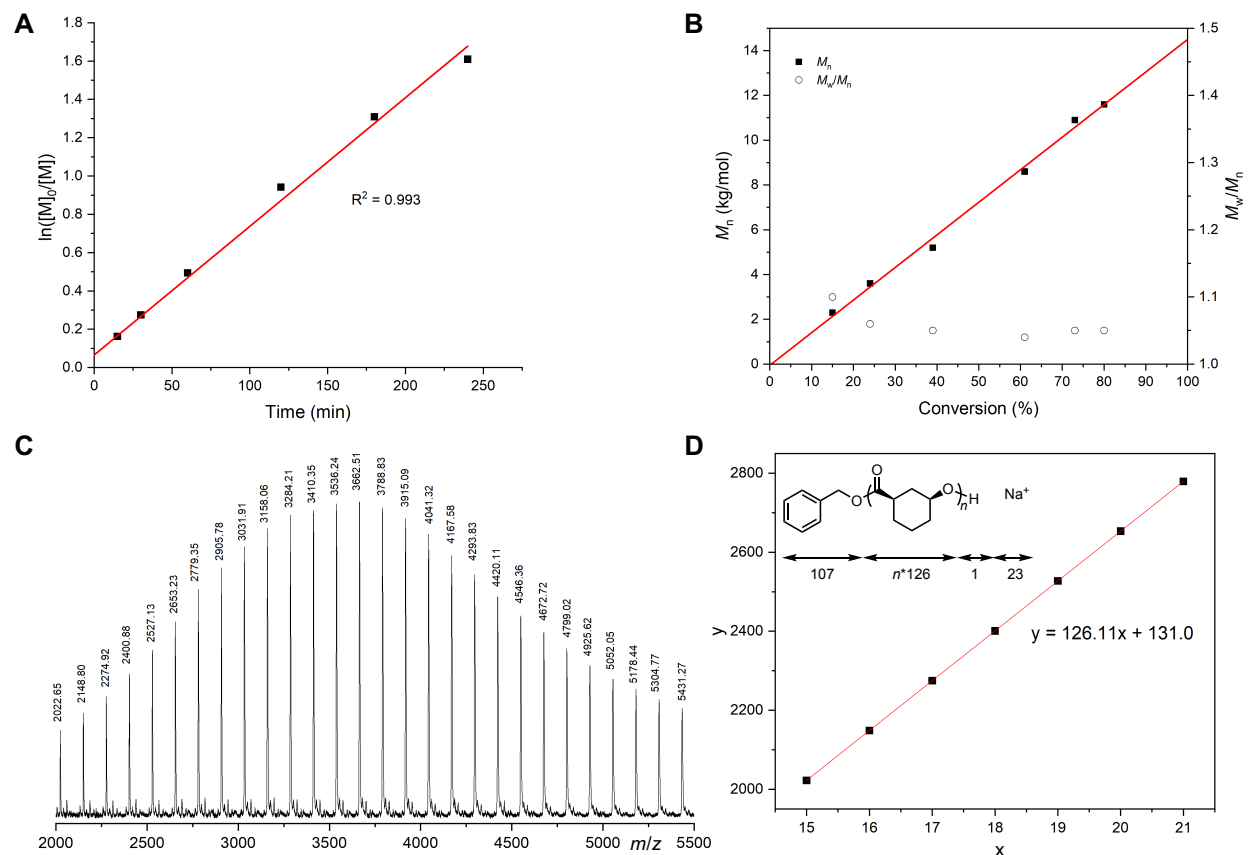 A
ln([M]0/[M])
1.8
1.6
1.4
1.2
1.0
0.8
0.6
0.4
0.2
0.0
R2 = 0.993
0 50 100 150 200 250
Time (min)
B
Mn (kg/mol)
14
12
10
8
6
4
2
0
Mn
Mw/Mn
1.5
1.4
1.3
1.2
1.1
1.0
Mw/Mn
0 10 20 30 40 50 60 70 80 90 100
Conversion (%)
C
2022.65
2148.80
2274.92
2400.88
2527.13
2653.23
2779.35
2905.78
3031.91
3158.06
3284.21
3410.35
3536.24
3662.51
3788.83
3915.09
4041.32
4167.58
4293.83
4420.11
4546.36
4672.72
4799.02
4925.62
5052.05
5178.44
5304.77
5431.27
2000 2500 3000 3500 4000 4500 5000 m/z 5500
D
y
2800
2600
2400
2200
2000
O
O ( O )n H Na+
107 n*126 1 23
y = 126.11x + 131.0
15 16 17 18 19 20 21
x